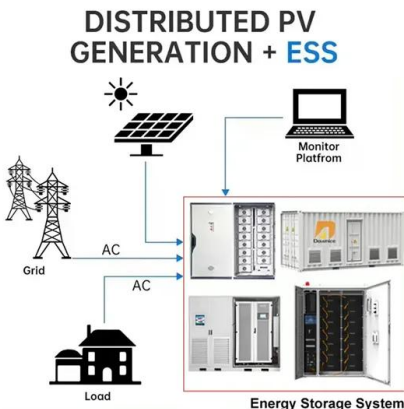 DISTRIBUTED PV
GENERATION + ESS
Monitor
Platfrom
AC
Grid
AC
Load
Energy Storage System